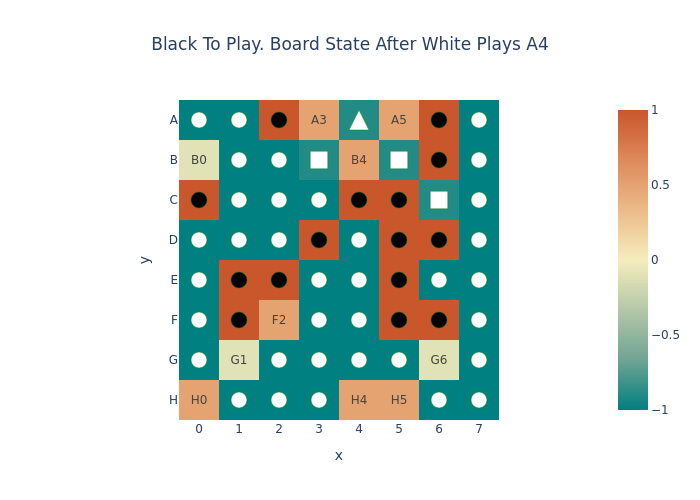 Black To Play. Board State After White Plays A4
A A3 A5
B B0 B4
C
D
E
F F2
G G1 G6
H H0 H4 H5
0 1 2 3 4 5 6 7
x
y
1
0.5
0
−0.5
−1